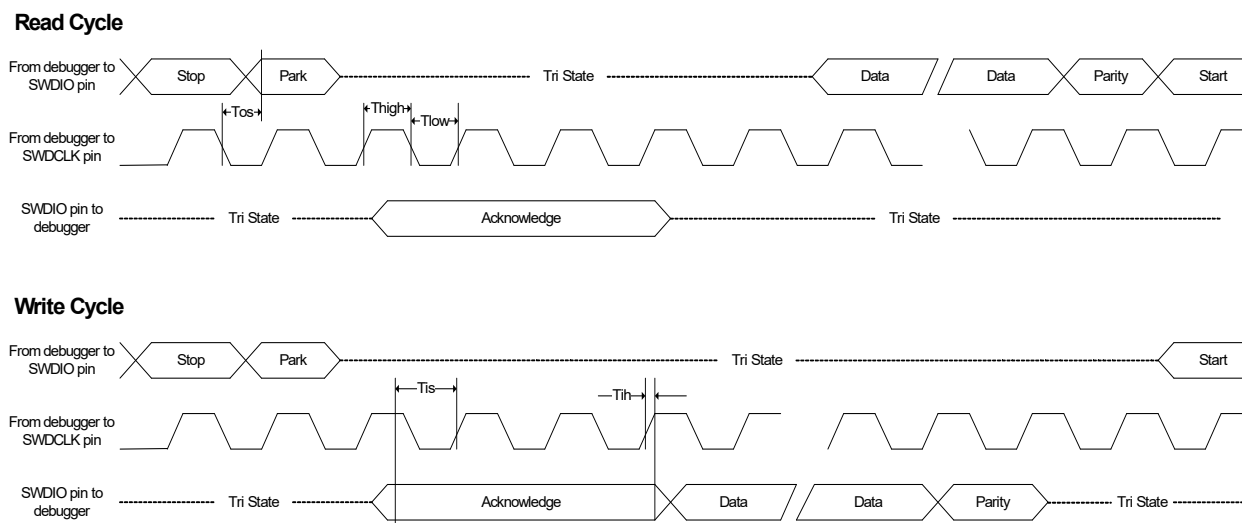 Read Cycle
From debugger to
SWDIO pin
Stop
Park
Tri State
Data
Data
Parity
Start
Tos
Thigh
Tlow
From debugger to
SWDCLK pin
SWDIO pin to
debugger
Tri State
Acknowledge
Tri State
Write Cycle
From debugger to
SWDIO pin
Stop
Park
Tri State
Start
Tis
Tih
From debugger to
SWDCLK pin
SWDIO pin to
debugger
Tri State
Acknowledge
Data
Data
Parity
Tri State